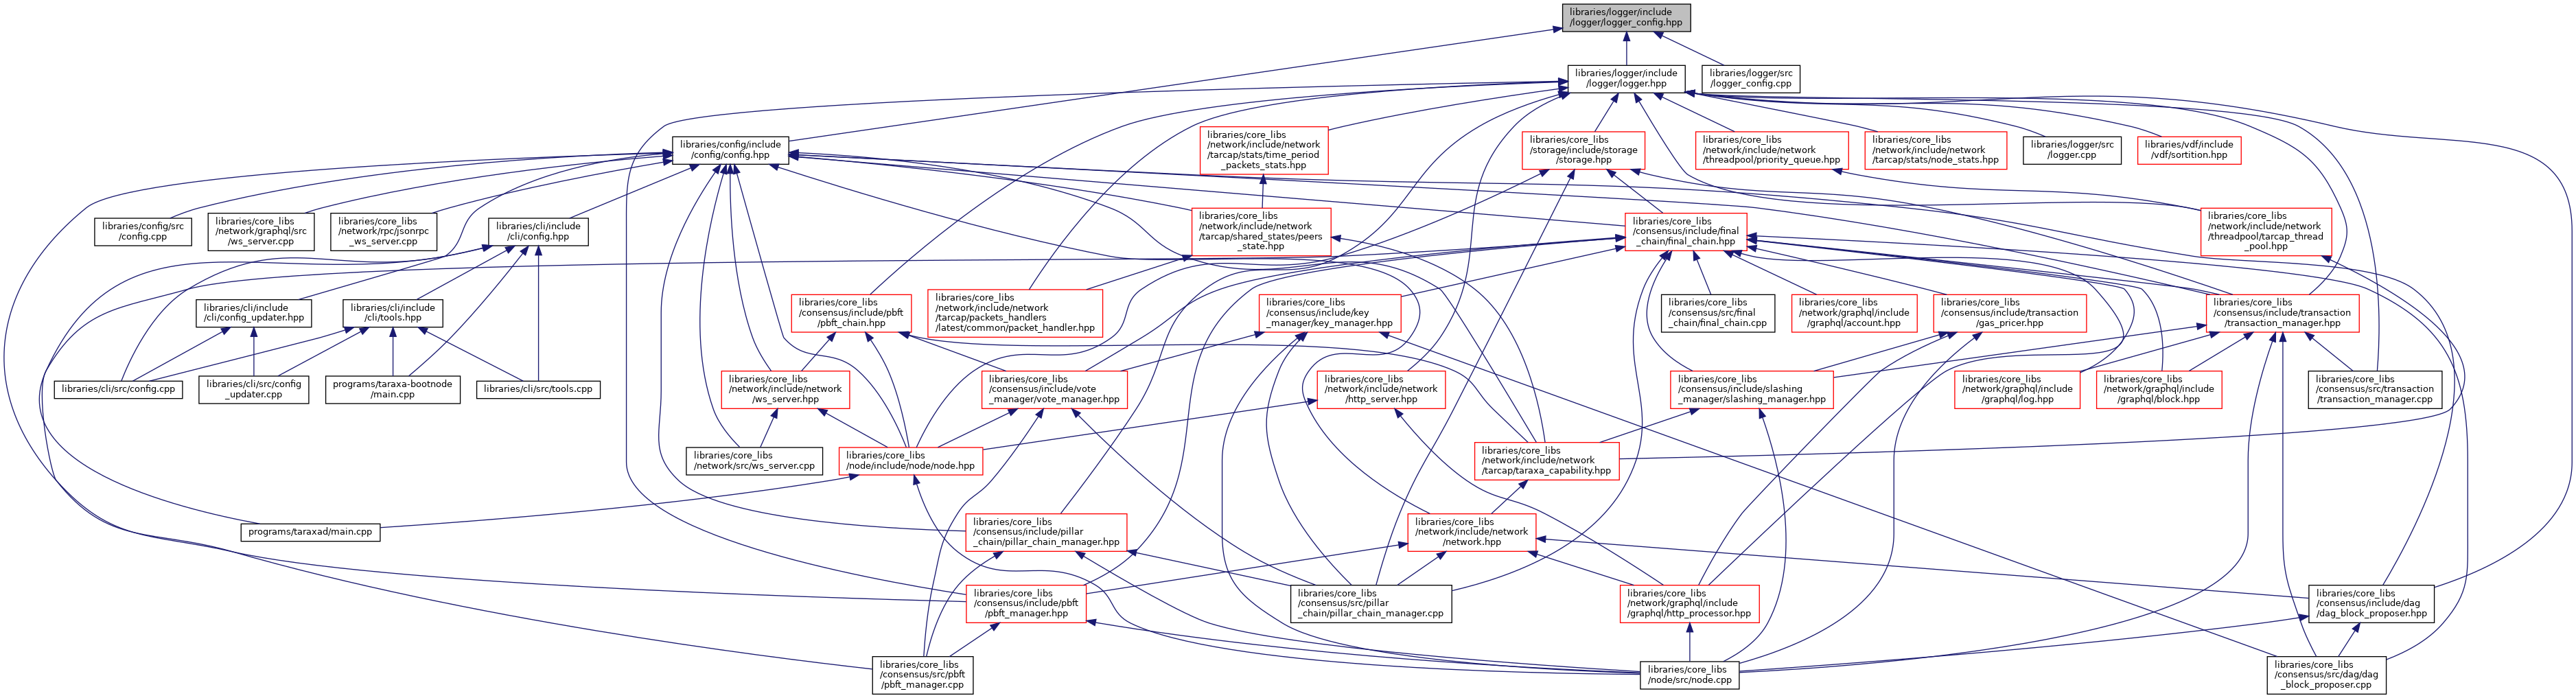 libraries/logger/include
/logger/logger_config.hpp
libraries/logger/include
/logger/logger.hpp
libraries/logger/src
/logger_config.cpp
libraries/config/include
/config/config.hpp
libraries/core_libs
/network/include/network
/tarcap/stats/time_period
_packets_stats.hpp
libraries/core_libs
/storage/include/storage
/storage.hpp
libraries/core_libs
/network/include/network
/threadpool/priority_queue.hpp
libraries/core_libs
/network/include/network
/tarcap/stats/node_stats.hpp
libraries/logger/src
/logger.cpp
libraries/vdf/include
/vdf/sortition.hpp
libraries/config/src
/config.cpp
libraries/core_libs
/network/graphql/src
/ws_server.cpp
libraries/core_libs
/network/rpc/jsonrpc
_ws_server.cpp
libraries/cli/include
/cli/config.hpp
libraries/core_libs
/network/include/network
/tarcap/shared_states/peers
_state.hpp
libraries/core_libs
/consensus/include/final
_chain/final_chain.hpp
libraries/core_libs
/network/include/network
/threadpool/tarcap_thread
_pool.hpp
libraries/cli/include
/cli/config_updater.hpp
libraries/cli/include
/cli/tools.hpp
libraries/core_libs
/consensus/include/pbft
/pbft_chain.hpp
libraries/core_libs
/network/include/network
/tarcap/packets_handlers
/latest/common/packet_handler.hpp
libraries/core_libs
/consensus/include/key
_manager/key_manager.hpp
libraries/core_libs
/consensus/src/final
_chain/final_chain.cpp
libraries/core_libs
/network/graphql/include
/graphql/account.hpp
libraries/core_libs
/consensus/include/transaction
/gas_pricer.hpp
libraries/core_libs
/consensus/include/transaction
/transaction_manager.hpp
libraries/cli/src/config.cpp
libraries/cli/src/config
_updater.cpp
programs/taraxa-bootnode
/main.cpp
libraries/cli/src/tools.cpp
libraries/core_libs
/network/include/network
/ws_server.hpp
libraries/core_libs
/consensus/include/vote
_manager/vote_manager.hpp
libraries/core_libs
/network/include/network
/http_server.hpp
libraries/core_libs
/consensus/include/slashing
_manager/slashing_manager.hpp
libraries/core_libs
/network/graphql/include
/graphql/log.hpp
libraries/core_libs
/network/graphql/include
/graphql/block.hpp
libraries/core_libs
/consensus/src/transaction
/transaction_manager.cpp
libraries/core_libs
/network/src/ws_server.cpp
libraries/core_libs
/node/include/node/node.hpp
libraries/core_libs
/network/include/network
/tarcap/taraxa_capability.hpp
programs/taraxad/main.cpp
libraries/core_libs
/consensus/include/pillar
_chain/pillar_chain_manager.hpp
libraries/core_libs
/network/include/network
/network.hpp
libraries/core_libs
/consensus/include/pbft
/pbft_manager.hpp
libraries/core_libs
/consensus/src/pillar
_chain/pillar_chain_manager.cpp
libraries/core_libs
/network/graphql/include
/graphql/http_processor.hpp
libraries/core_libs
/consensus/include/dag
/dag_block_proposer.hpp
libraries/core_libs
/consensus/src/pbft
/pbft_manager.cpp
libraries/core_libs
/node/src/node.cpp
libraries/core_libs
/consensus/src/dag/dag
_block_proposer.cpp